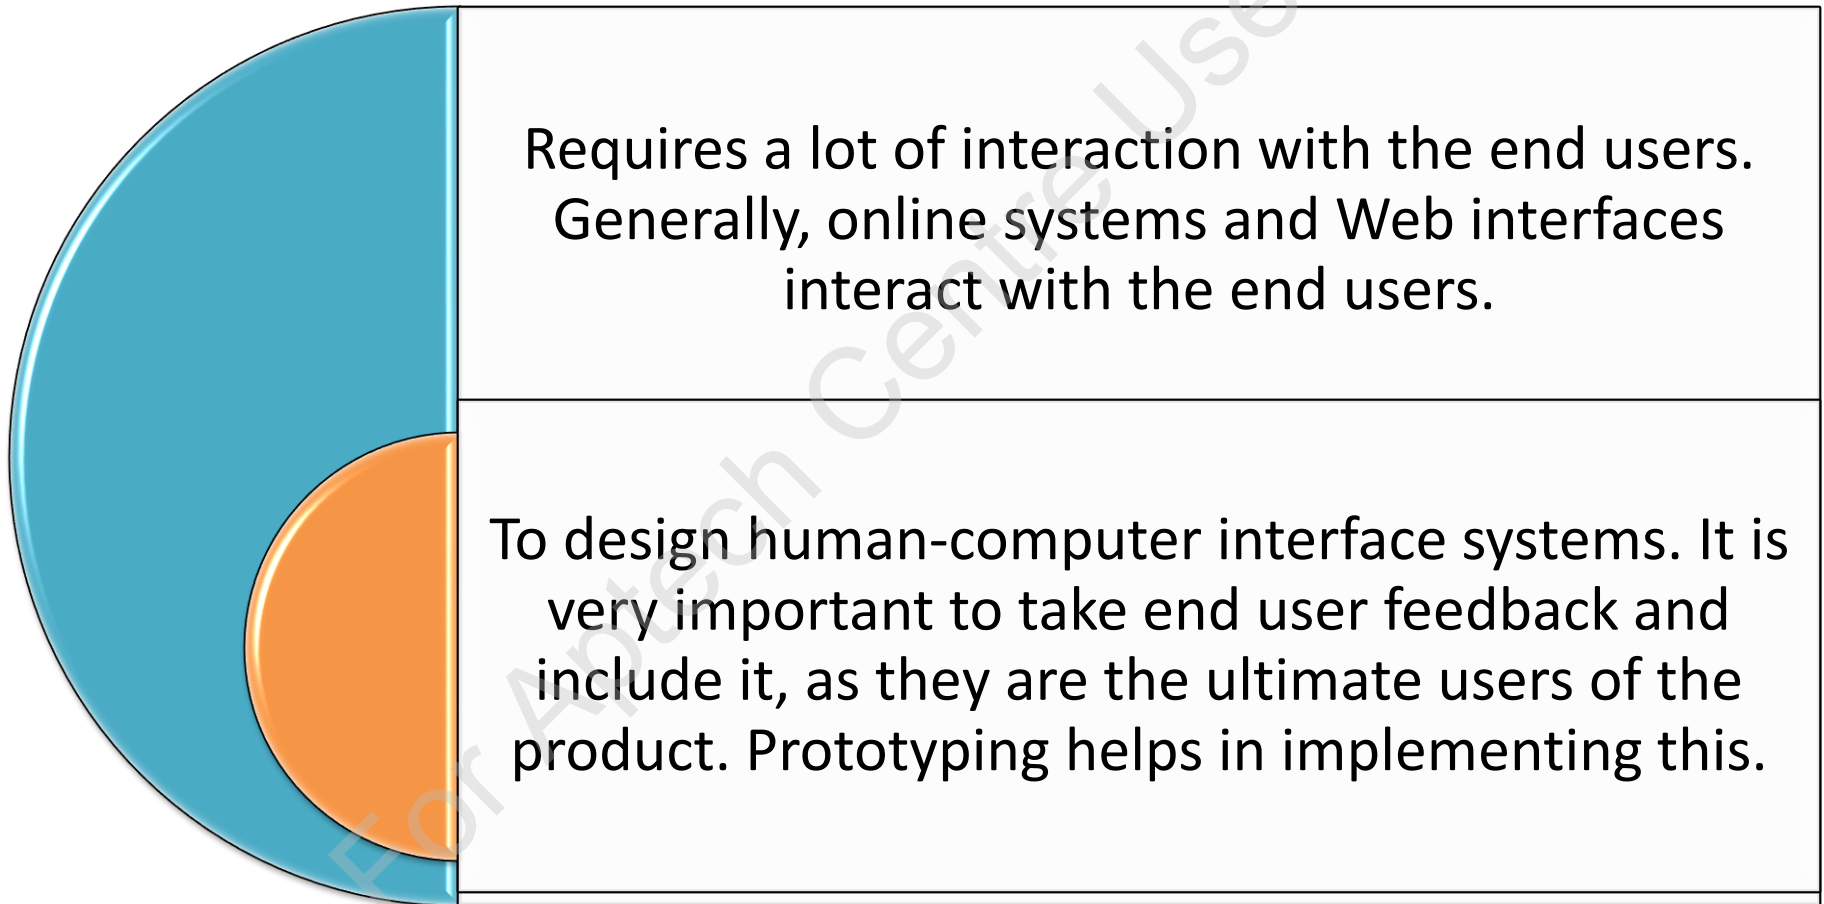 Requires a lot of interaction with the end users.
Generally, online systems and Web interfaces
interact with the end users.
To design human-computer interface systems. It is
very important to take end user feedback and
include it, as they are the ultimate users of the
product. Prototyping helps in implementing this.
For Aptech Centre Use